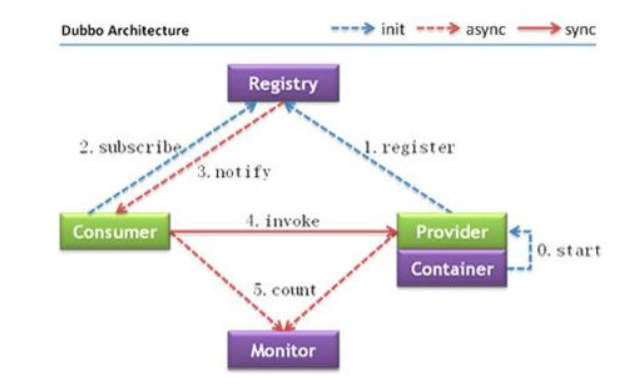 Dubbo Architecture
init
async
sync
Registry
2. subscribe
1. register
3. notify
Consumer
4. invoke
Provider
Container
0. start
5. count
Monitor